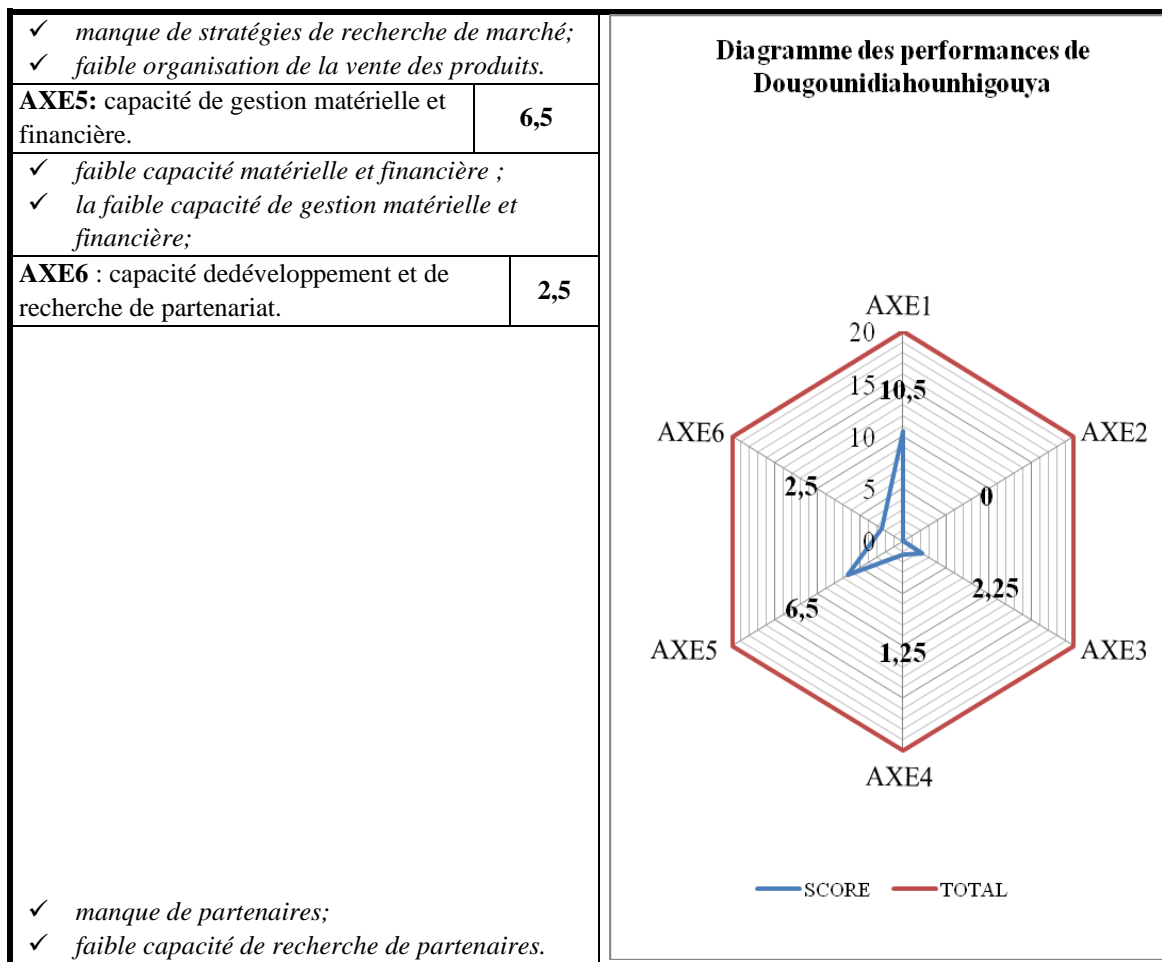 ✓ manque de stratégies de recherche de marché;
✓ faible organisation de la vente des produits.
AXE5: capacité de gestion matérielle et
financière.
6,5
✓ faible capacité matérielle et financière ;
✓ la faible capacité de gestion matérielle et
financière;
AXE6 : capacité dedéveloppement et de
recherche de partenariat.
2,5
✓ manque de partenaires;
✓ faible capacité de recherche de partenaires.
Diagramme des performances de
Dougounidiahounhigouya
AXE1
20
15
10,5
AXE6
10
AXE2
2,5
5
0
0
6,5
2,25
AXE5
1,25
AXE3
AXE4
SCORE
TOTAL